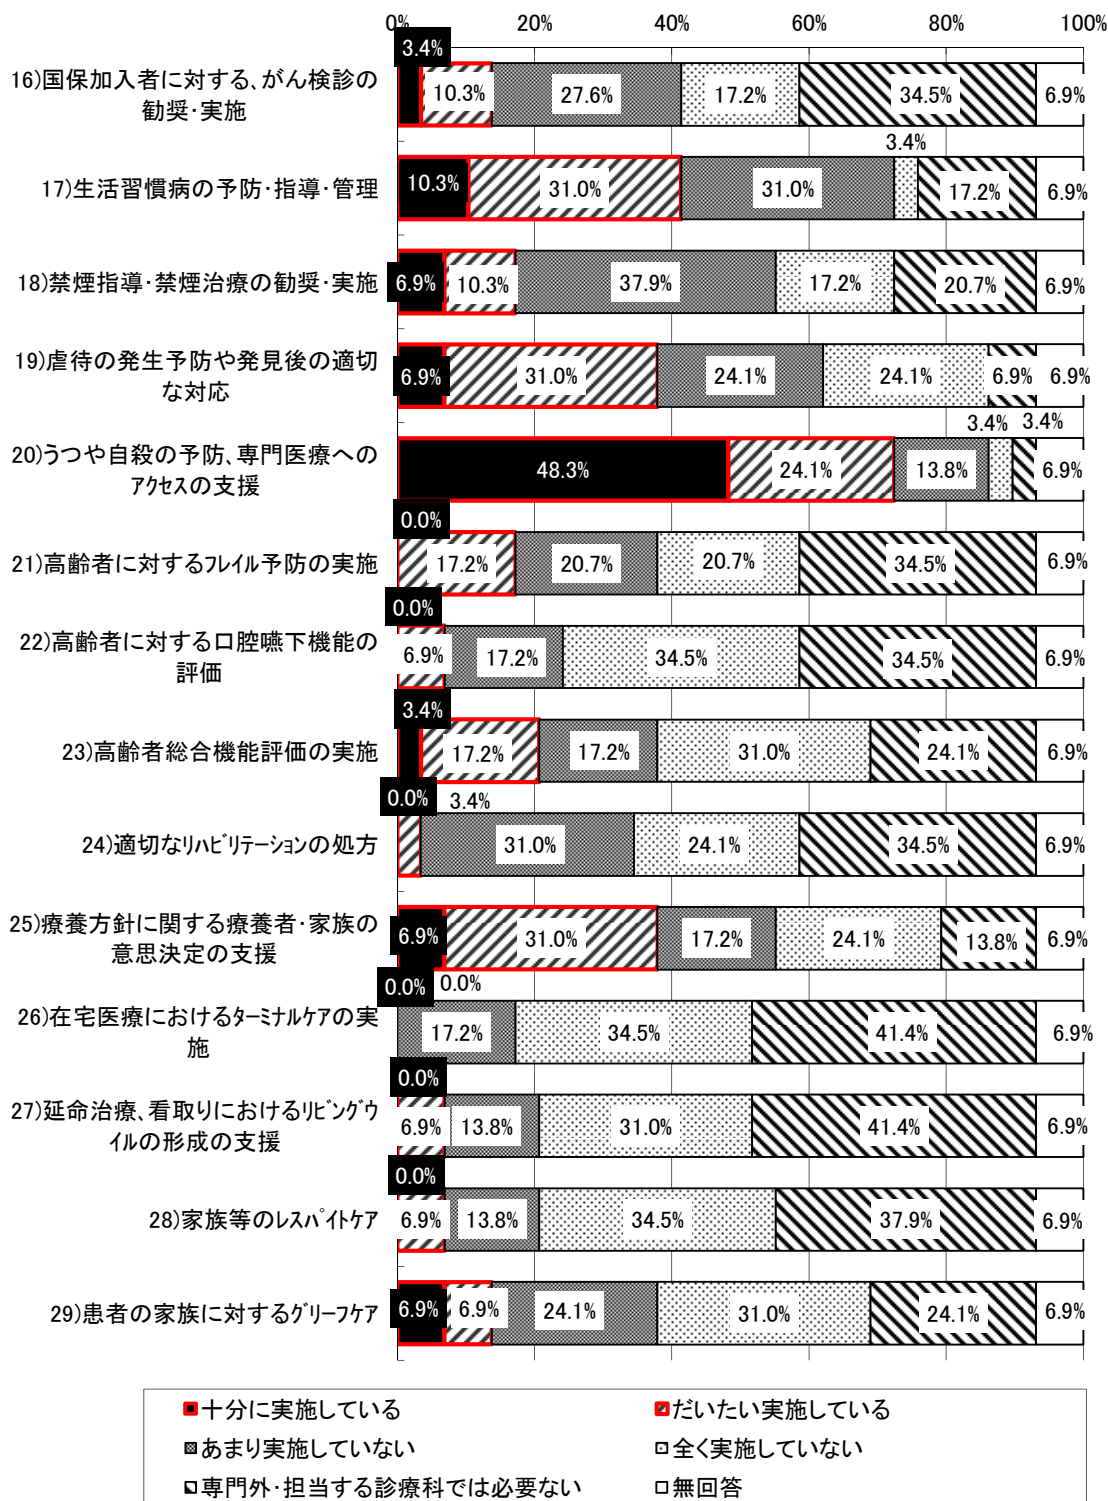 0% 20% 40% 60% 80% 100%
3.4%
16)国保加入者に対する、がん検診の
勧奨・実施
10.3% 27.6% 17.2% 34.5% 6.9%
3.4%
17)生活習慣病の予防・指導・管理
10.3% 31.0% 31.0% 17.2% 6.9%
18)禁煙指導・禁煙治療の勧奨・実施
6.9% 10.3% 37.9% 17.2% 20.7% 6.9%
19)虐待の発生予防や発見後の適切
な対応
6.9% 31.0% 24.1% 24.1% 6.9% 6.9%
3.4% 3.4%
20)うつや自殺の予防、専門医療への
アクセスの支援
48.3% 24.1% 13.8% 6.9%
0.0%
21)高齢者に対するフレイル予防の実施
17.2% 20.7% 20.7% 34.5% 6.9%
0.0%
22)高齢者に対する口腔嚥下機能の
評価
6.9% 17.2% 34.5% 34.5% 6.9%
3.4%
23)高齢者総合機能評価の実施
17.2% 17.2% 31.0% 24.1% 6.9%
0.0% 3.4%
24)適切なリハビリテーションの処方
31.0% 24.1% 34.5% 6.9%
25)療養方針に関する療養者・家族の
意思決定の支援
6.9% 31.0% 17.2% 24.1% 13.8% 6.9%
0.0% 0.0%
26)在宅医療におけるターミナルケアの実
施
17.2% 34.5% 41.4% 6.9%
0.0%
27)延命治療、看取りにおけるリビングウ
イルの形成の支援
6.9% 13.8% 31.0% 41.4% 6.9%
0.0%
28)家族等のレスパイトケア
6.9% 13.8% 34.5% 37.9% 6.9%
29)患者の家族に対するグリーフケア
6.9% 6.9% 24.1% 31.0% 24.1% 6.9%
十分に実施している だいたい実施している
あまり実施していない 全く実施していない
専門外・担当する診療科では必要ない 無回答